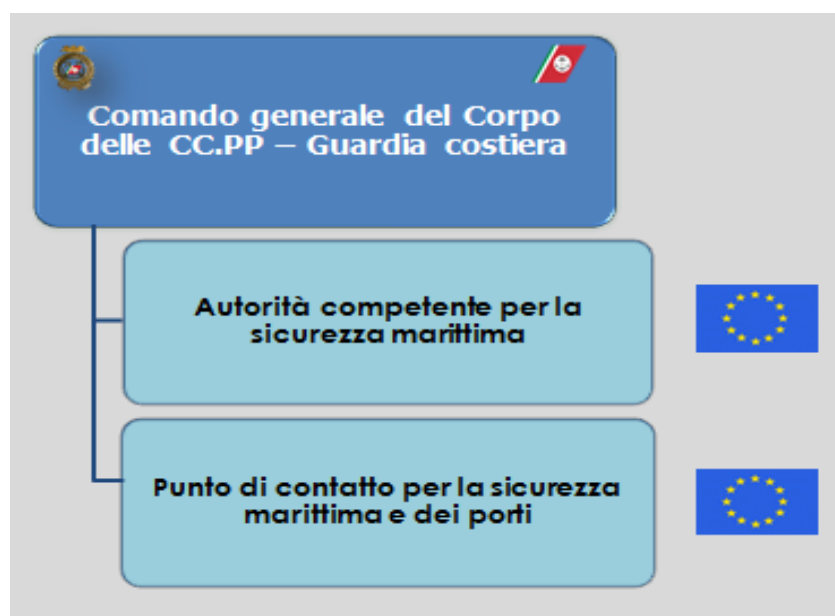 Comando generale del Corpo
delle CC.PP – Guardia costiera
Autorità competente per la
sicurezza marittima
Punto di contatto per la sicurezza
marittima e dei porti